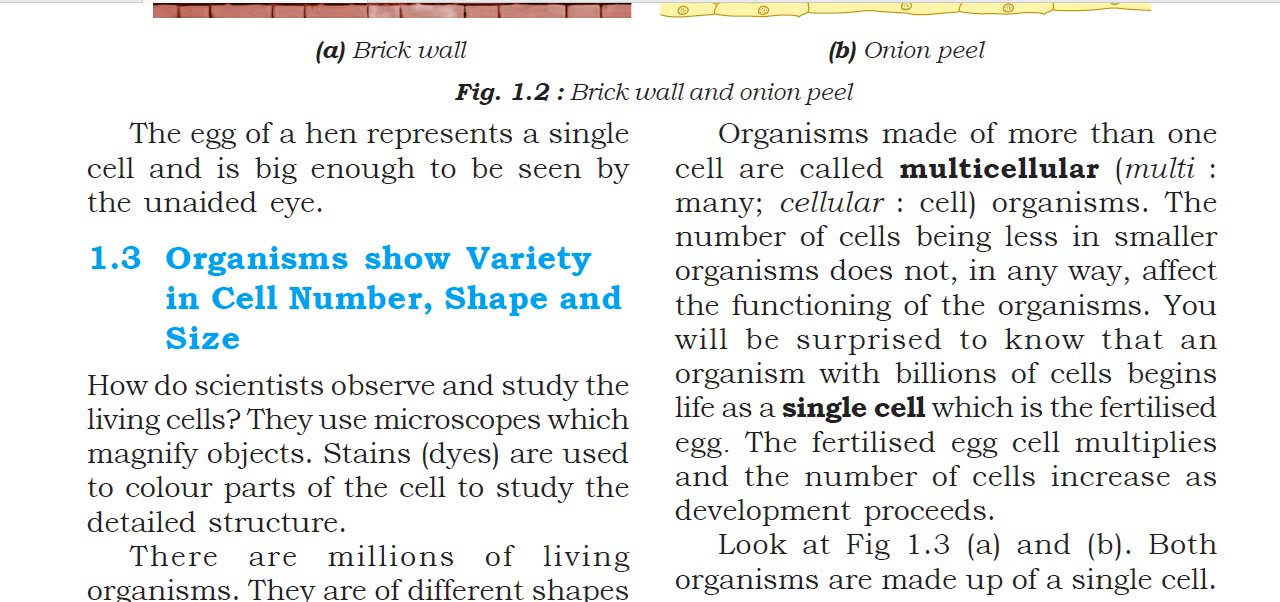 (a) Brick wall
(b) Onion peel
Fig. 1.2 : Brick wall and onion peel
The egg of a hen represents a single
cell and is big enough to be seen by
the unaided eye.
1.3 Organisms show Variety
in Cell Number, Shape and
Size
How do scientists observe and study the
living cells? They use microscopes which
magnify objects. Stains (dyes) are used
to colour parts of the cell to study the
detailed structure.
There are millions of living
organisms. They are of different shapes
Organisms made of more than one
cell are called multicellular (multi :
many; cellular : cell) organisms. The
number of cells being less in smaller
organisms does not, in any way, affect
the functioning of the organisms. You
will be surprised to know that an
organism with billions of cells begins
life as a single cell which is the fertilised
egg. The fertilised egg cell multiplies
and the number of cells increase as
development proceeds.
Look at Fig 1.3 (a) and (b). Both
organisms are made up of a single cell.